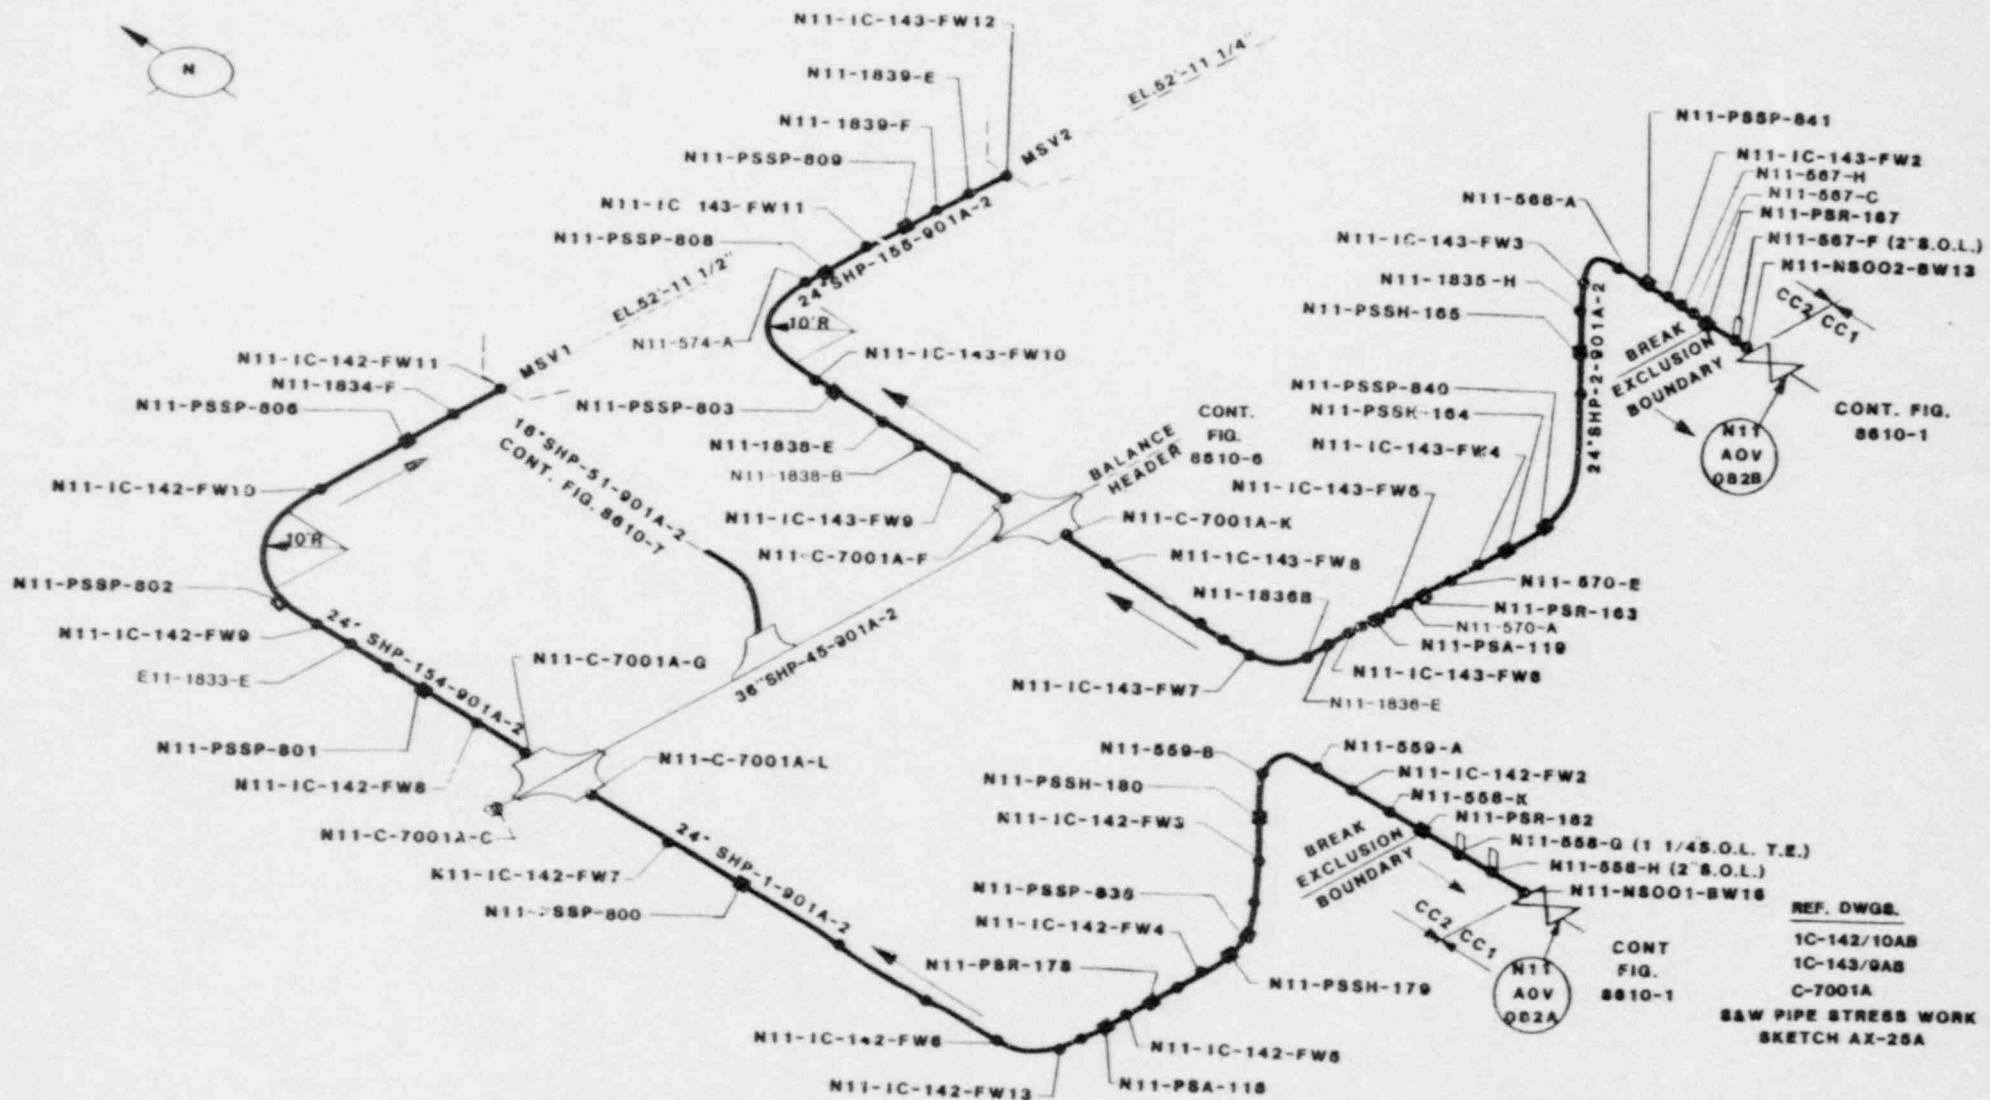 N
N11-IC-143-FW12
N11-1839-E
N11-1839-F
N11-PSSP-809
N11-IC 143-FW11
N11-PSSP-808
N11-574-A
EL.52'-11 1/4"
MSV2
24" SHP-155-901A-2
10'R
EL.52'-11 1/2"
MSV1
N11-IC-142-FW11
N11-1834-F
N11-PSSP-806
N11-IC-142-FW10
10'R
N11-PSSP-802
N11-IC-142-FW9
E11-1833-E
N11-PSSP-801
N11-IC-142-FW8
24" SHP-154-901A-2
N11-C-7001A-G
16"SHP-51-901A-2
CONT. FIG. 8610-7
N11-IC-143-FW10
N11-PSSP-803
N11-1838-E
N11-1838-B
N11-IC-143-FW9
N11-C-7001A-F
BALANCE
HEADER
CONT.
FIG.
8610-6
36"SHP-45-901A-2
N11-C-7001A-K
N11-1C-143-FW8
N11-1836B
N11-IC-143-FW7
N11-1836-E
N11-IC-143-FW6
N11-PSA-119
N11-570-A
N11-PSR-163
N11-570-E
N11-IC-143-FW5
N11-IC-143-FW4
N11-PSSH-164
N11-PSSP-840
N11-PSSH-165
N11-1835-H
N11-IC-143-FW3
N11-568-A
24"SHP-2-901A-2
N11-PSSP-841
N11-IC-143-FW2
N11-567-H
N11-567-C
N11-PSR-167
N11-567-F (2"S.O.L.)
N11-NS002-BW13
CC2
CC1
BREAK
EXCLUSION
BOUNDARY
N11
AOV
082B
CONT. FIG.
8610-1
N11-C-7001A-L
N11-C-7001A-C
N11-IC-142-FW7
N11-PSSP-800
24" SHP-1-901A-2
N11-IC-142-FW6
N11-IC-142-FW13
N11-PSA-118
N11-IC-142-FW5
N11-PSR-178
N11-PSSH-179
N11-IC-142-FW4
N11-PSSP-838
N11-IC-142-FW3
N11-PSSH-180
N11-559-B
N11-559-A
N11-IC-142-FW2
N11-558-K
N11-PSR-182
N11-558-G (1 1/4S.O.L. T.E.)
N11-558-H (2"S.O.L.)
N11-NS001-BW16
BREAK
EXCLUSION
BOUNDARY
CC2
CC1
N11
AOV
082A
CONT
FIG.
8610-1
REF. DWGS.
1C-142/10AB
1C-143/9AB
C-7001A
S&W PIPE STRESS WORK
SKETCH AX-25A